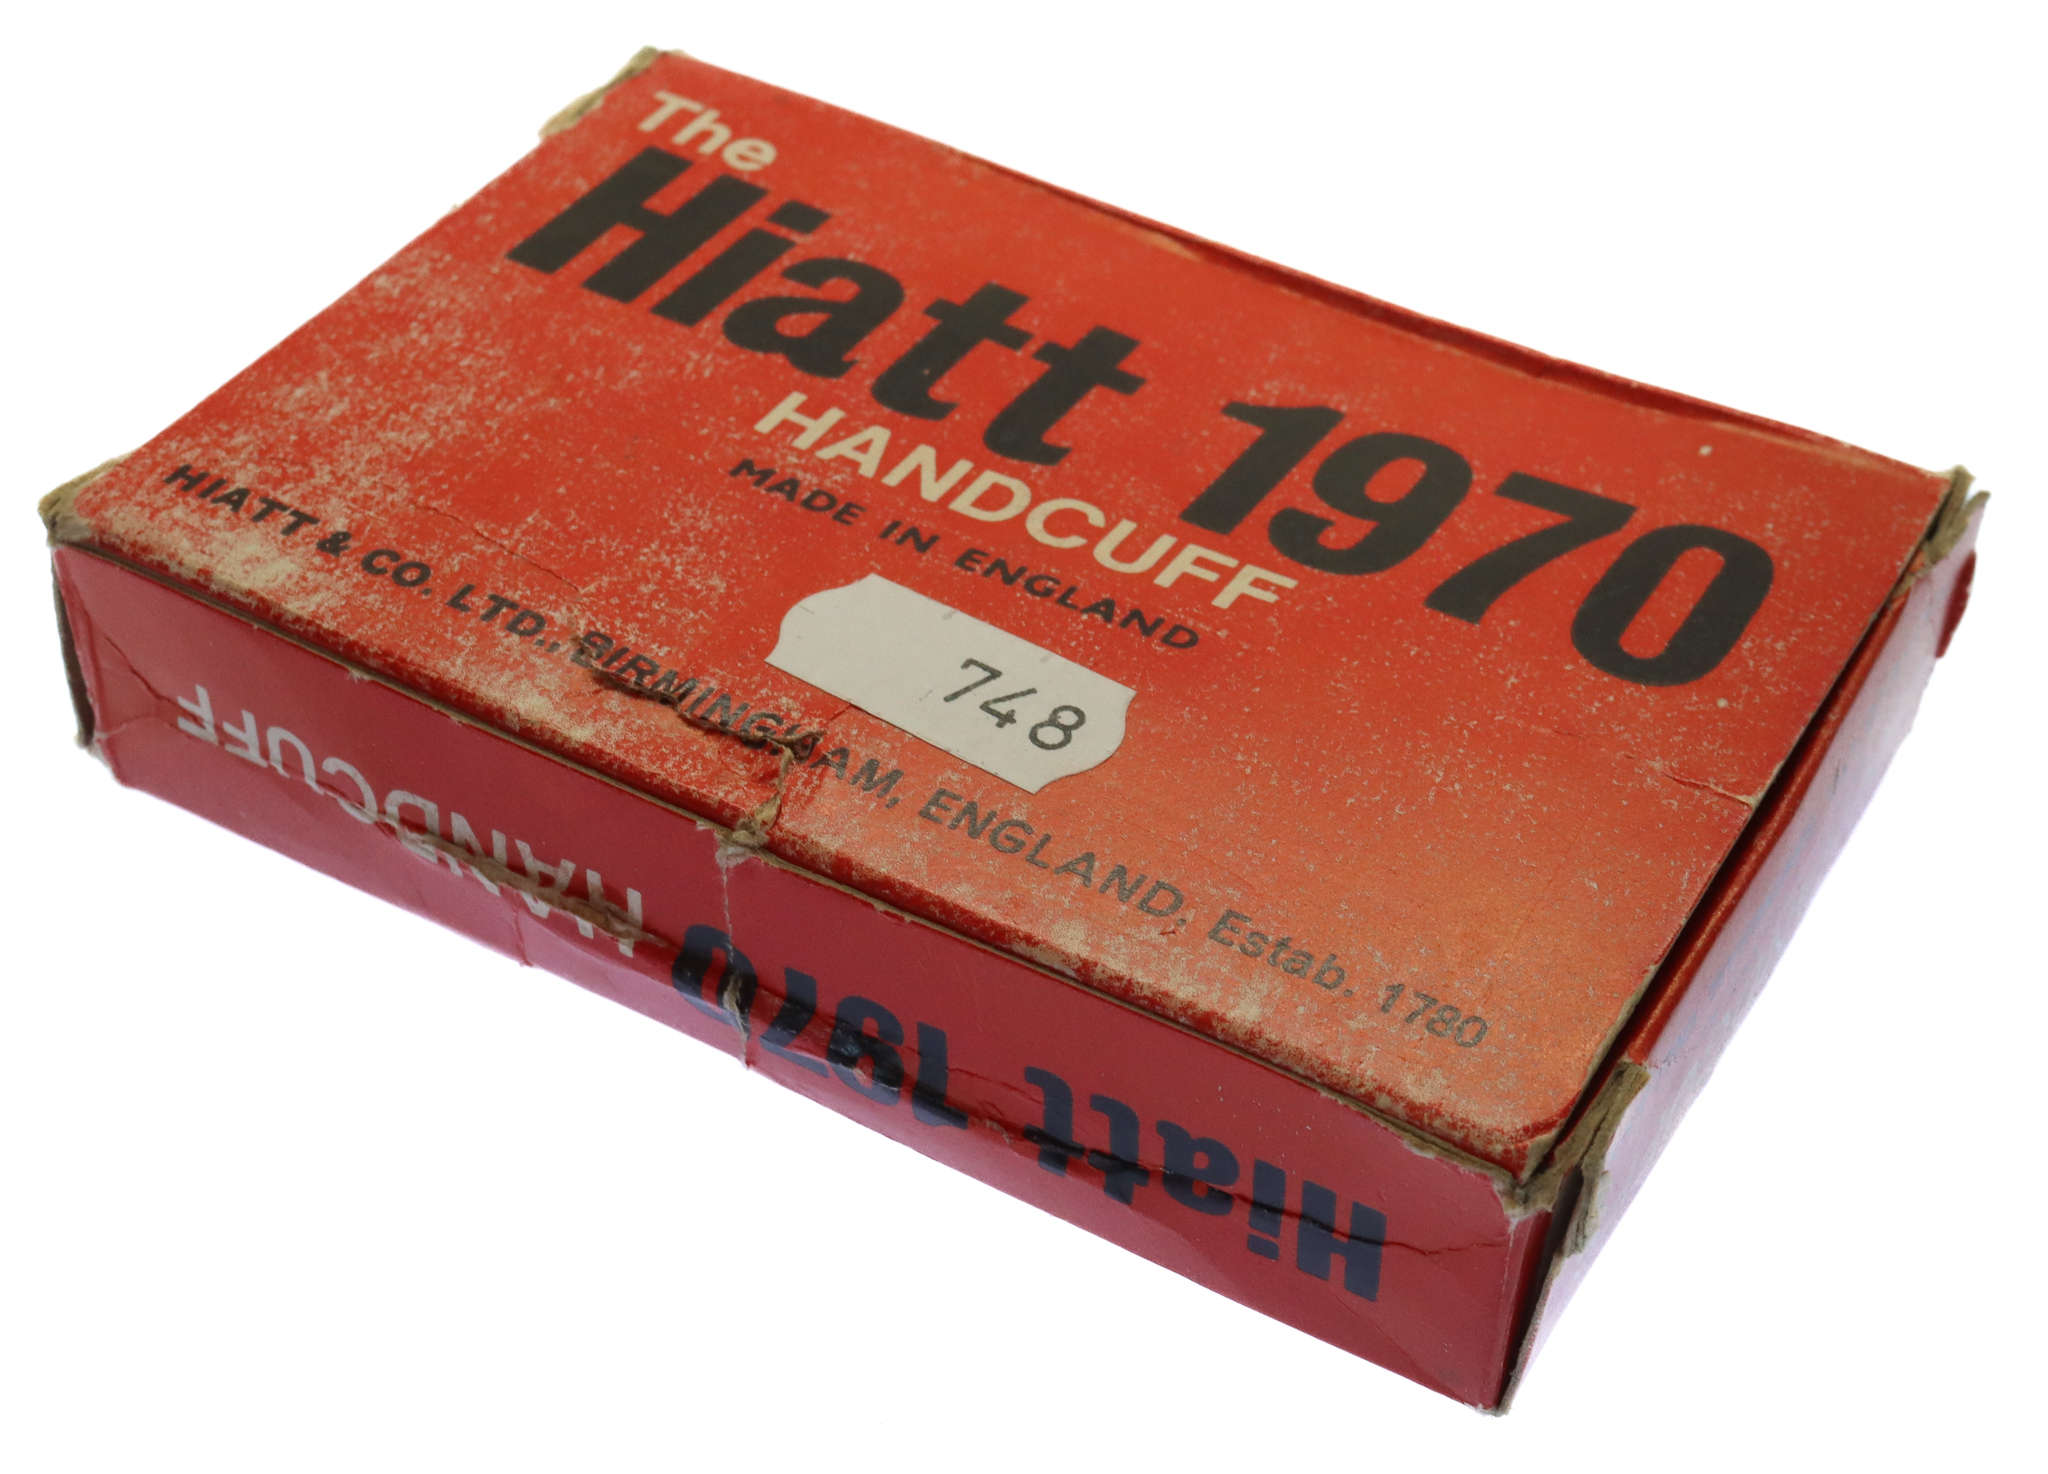 The
Hiatt 1970
HANDCUFF
MADE IN ENGLAND
748
HIATT & CO. LTD., BIRMINGHAM, ENGLAND, Estab. 1780
Hiatt 1970 HANDCUFF